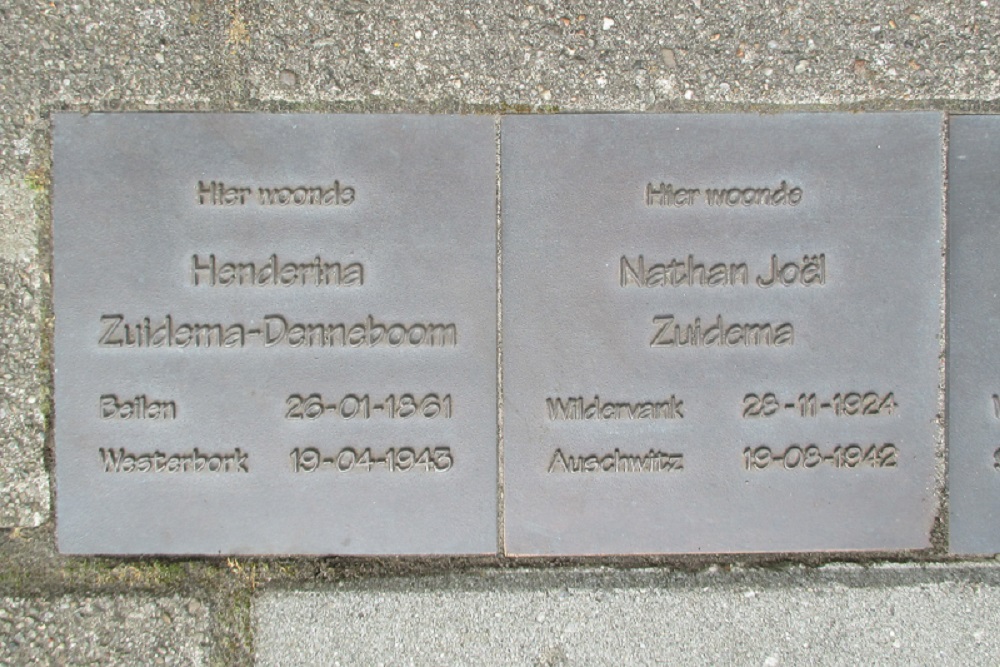 Hier woonde
Henderina
Zuidema-Denneboom
Beilen 26-01-1861
Westerbork 19-04-1943
Hier woonde
Nathan Joël
Zuidema
Wildervank 28-11-1924
Auschwitz 19-08-1942